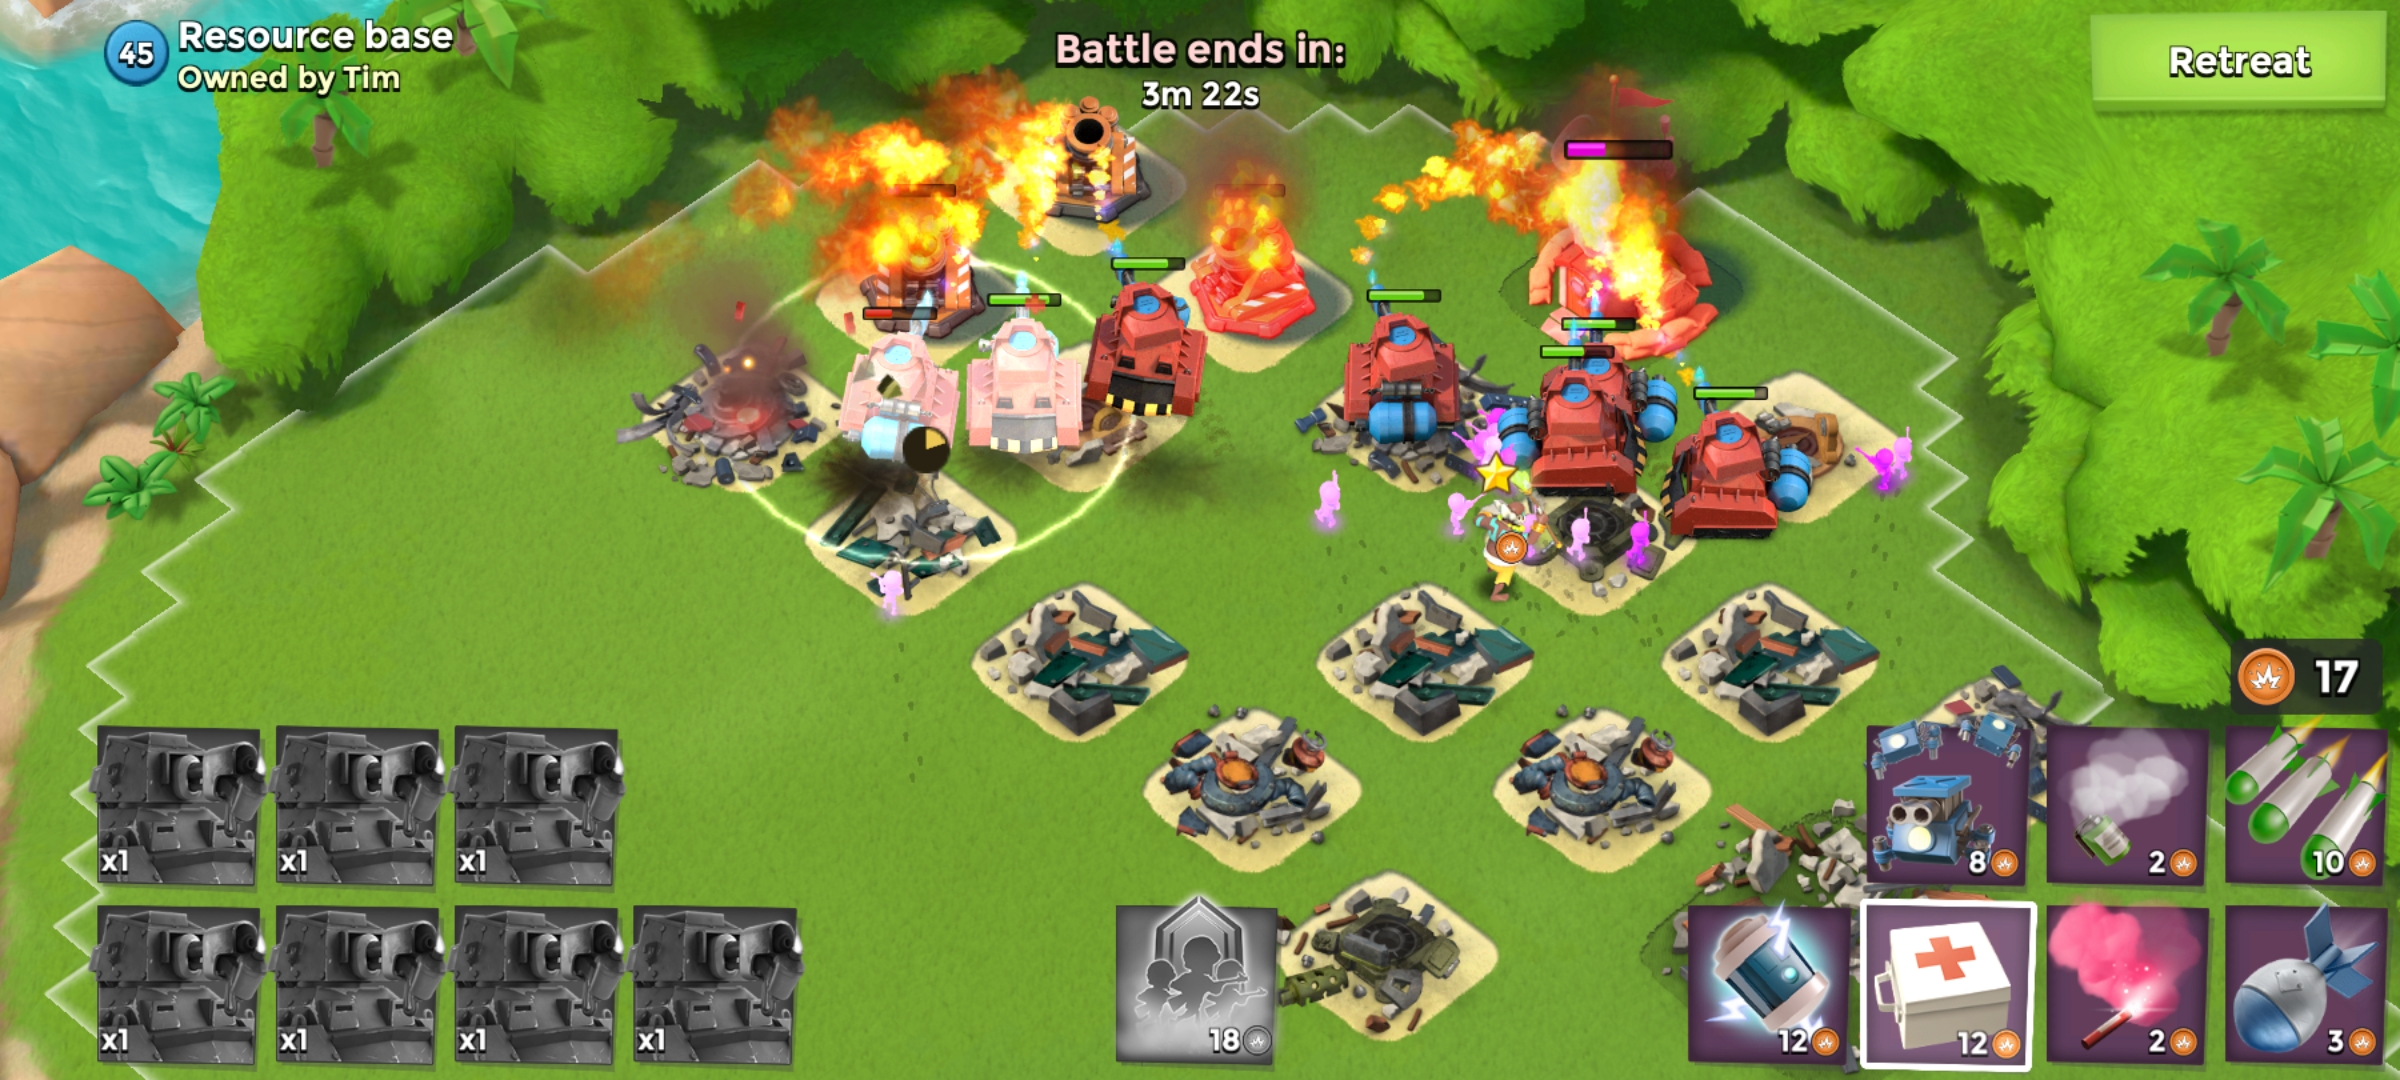 45
Resource base
Owned by Tim
Battle ends in:
3m 22s
Retreat
17
x1
x1
x1
8
2
10
x1
x1
x1
x1
18
12
12
2
3